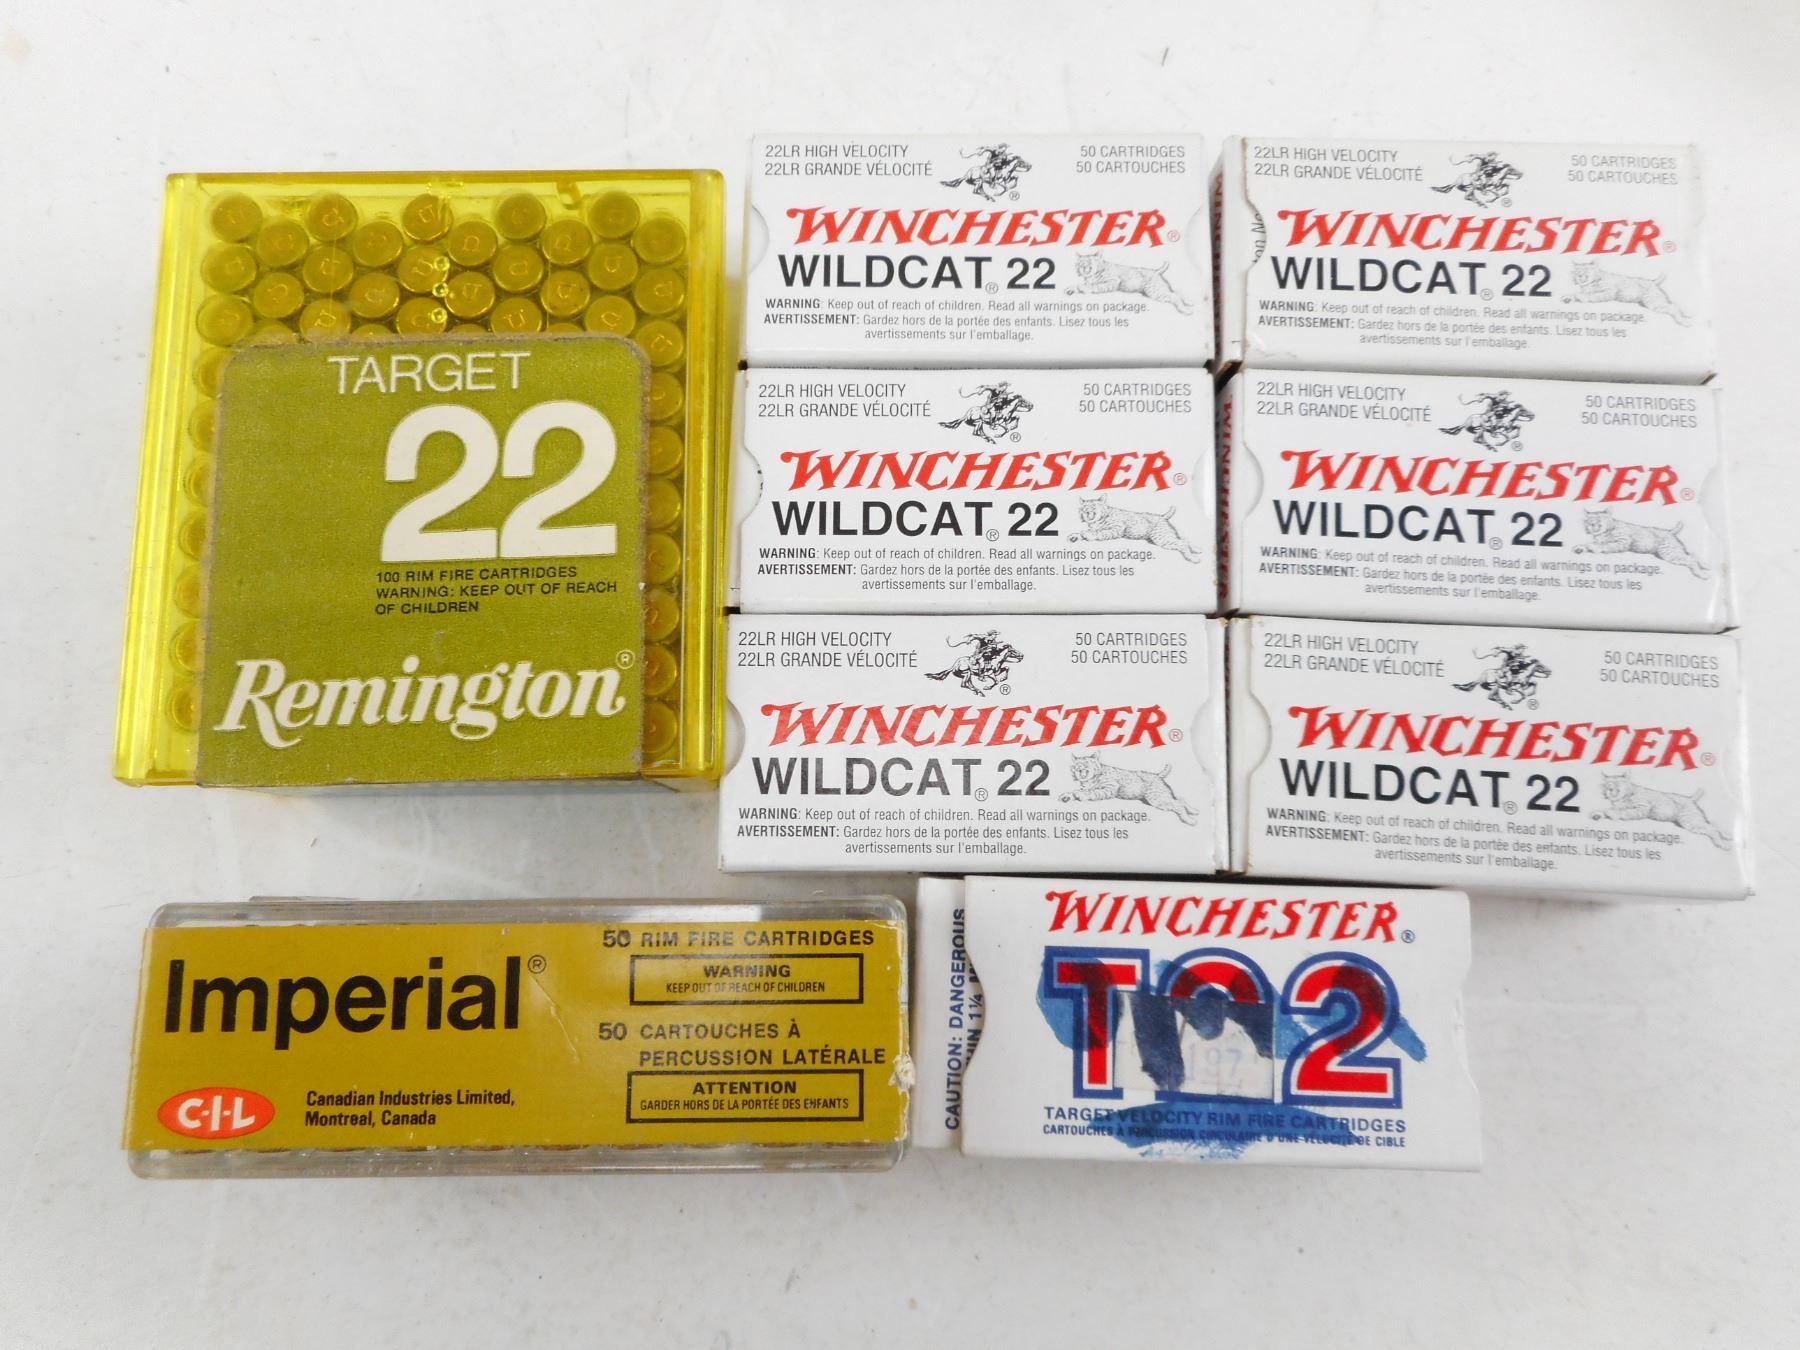 TARGET
22
100 RIM FIRE CARTRIDGES
WARNING: KEEP OUT OF REACH
OF CHILDREN
Remington®
22LR HIGH VELOCITY
22LR GRANDE VÉLOCITÉ
50 CARTRIDGES
50 CARTOUCHES
WINCHESTER®
WILDCAT® 22
WARNING: Keep out of reach of children. Read all warnings on package.
AVERTISSEMENT: Gardez hors de la portée des enfants. Lisez tous les
avertissements sur l'emballage.
22LR HIGH VELOCITY
22LR GRANDE VÉLOCITÉ
50 CARTRIDGES
50 CARTOUCHES
WINCHESTER®
WILDCAT® 22
WARNING: Keep out of reach of children. Read all warnings on package.
AVERTISSEMENT: Gardez hors de la portée des enfants. Lisez tous les
avertissements sur l'emballage.
22LR HIGH VELOCITY
22LR GRANDE VÉLOCITÉ
50 CARTRIDGES
50 CARTOUCHES
WINCHESTER®
WILDCAT® 22
WARNING: Keep out of reach of children. Read all warnings on package.
AVERTISSEMENT: Gardez hors de la portée des enfants. Lisez tous les
avertissements sur l'emballage.
22LR HIGH VELOCITY
22LR GRANDE VÉLOCITÉ
50 CARTRIDGES
50 CARTOUCHES
WINCHESTER®
WILDCAT® 22
WARNING: Keep out of reach of children. Read all warnings on package.
AVERTISSEMENT: Gardez hors de la portée des enfants. Lisez tous les
avertissements sur l'emballage.
22LR HIGH VELOCITY
22LR GRANDE VÉLOCITÉ
50 CARTRIDGES
50 CARTOUCHES
WINCHESTER®
WILDCAT® 22
WARNING: Keep out of reach of children. Read all warnings on package.
AVERTISSEMENT: Gardez hors de la portée des enfants. Lisez tous les
avertissements sur l'emballage.
22LR HIGH VELOCITY
22LR GRANDE VÉLOCITÉ
50 CARTRIDGES
50 CARTOUCHES
WINCHESTER®
WILDCAT® 22
WARNING: Keep out of reach of children. Read all warnings on package.
AVERTISSEMENT: Gardez hors de la portée des enfants. Lisez tous les
avertissements sur l'emballage.
Imperial®
C-I-L
Canadian Industries Limited,
Montreal, Canada
50 RIM FIRE CARTRIDGES
WARNING
KEEP OUT OF REACH OF CHILDREN
50 CARTOUCHES À
PERCUSSION LATÉRALE
ATTENTION
GARDER HORS DE LA PORTÉE DES ENFANTS
CAUTION: DANGEROUS
1¼
WINCHESTER®
T22
197
TARGET VELOCITY RIM FIRE CARTRIDGES
CARTOUCHES À PERCUSSION CIRCULAIRE D'UNE VÉLOCITÉ DE CIBLE